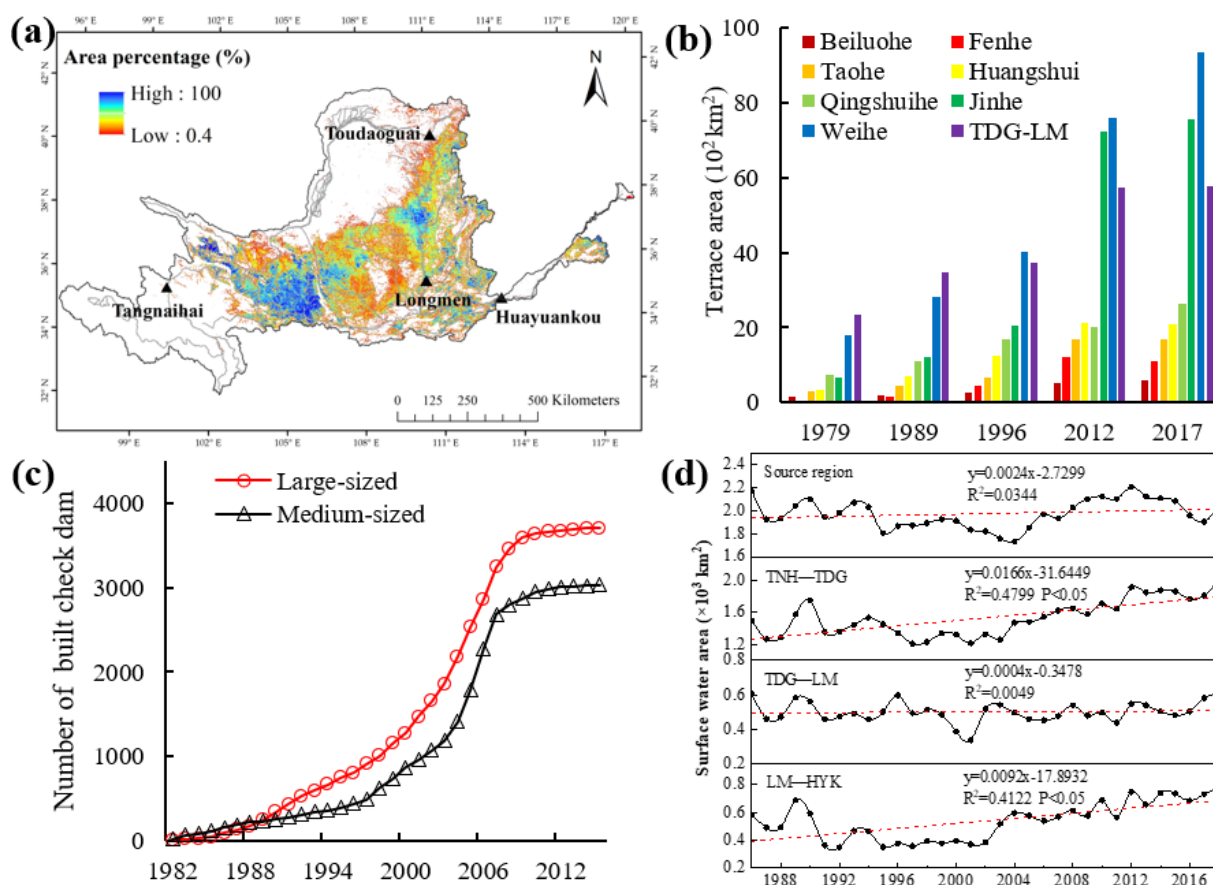 (a)
96° E 99° E 102° E 105° E 108° E 111° E 114° E 117° E 120° E
Area percentage (%)
High : 100
Low : 0.4
N
42° N
40° N
38° N
36° N
34° N
32° N
40° N
38° N
36° N
34° N
32° N
Toudaoguai
Tangnaihai
Longmen
Huayuankou
0 125 250 500 Kilometers
99° E 102° E 105° E 108° E 111° E 114° E 117° E
(b)
Terrace area (10² km²)
100
80
60
40
20
0
Beiluohe Fenhe
Taohe Huangshui
Qingshuihe Jinhe
Weihe TDG-LM
1979 1989 1996 2012 2017
(c)
Number of built check dam
Large-sized
Medium-sized
4000
3000
2000
1000
0
1982 1988 1994 2000 2006 2012
(d)
Surface water area (×10³ km²)
2.4
2.2
2.0
1.8
1.6
Source region
y=0.0024x-2.7299
R²=0.0344
2.0
1.6
1.2
TNH—TDG
y=0.0166x-31.6449
R²=0.4799 P<0.05
0.8
0.6
0.4
0.2
TDG—LM
y=0.0004x-0.3478
R²=0.0049
0.8
0.6
0.4
0.2
LM—HYK
y=0.0092x-17.8932
R²=0.4122 P<0.05
1988 1992 1996 2000 2004 2008 2012 2016